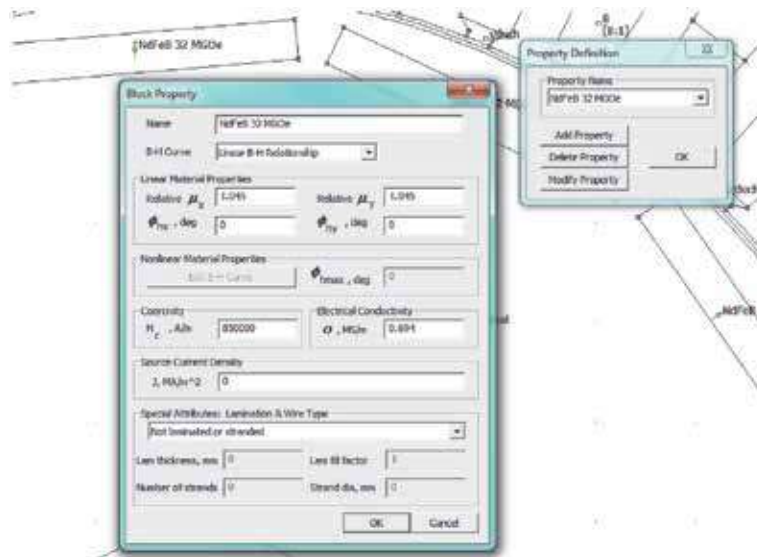 NdFeB 32 MGOe
B
[8:1]
Block Property
Name NdFeB 32 MGOe
B-H Curve Linear B-H Relationship
Linear Material Properties
Relative μx 1.045 Relative μy 1.045
ϕhx, deg 0 ϕhy, deg 0
Nonlinear Material Properties
Edit B-H Curve ϕhmax, deg 0
Coercivity Electrical Conductivity
Hc, A/m 850000 σ, MS/m 0.694
Source Current Density
J, MA/m^2 0
Special Attributes: Lamination & Wire Type
Not laminated or stranded
Lam thickness, mm 0 Lam fill factor 1
Number of strands 0 Strand dia, mm 0
OK Cancel
Property Definition
Property Name
NdFeB 32 MGOe
Add Property
Delete Property OK
Modify Property
NdFeB